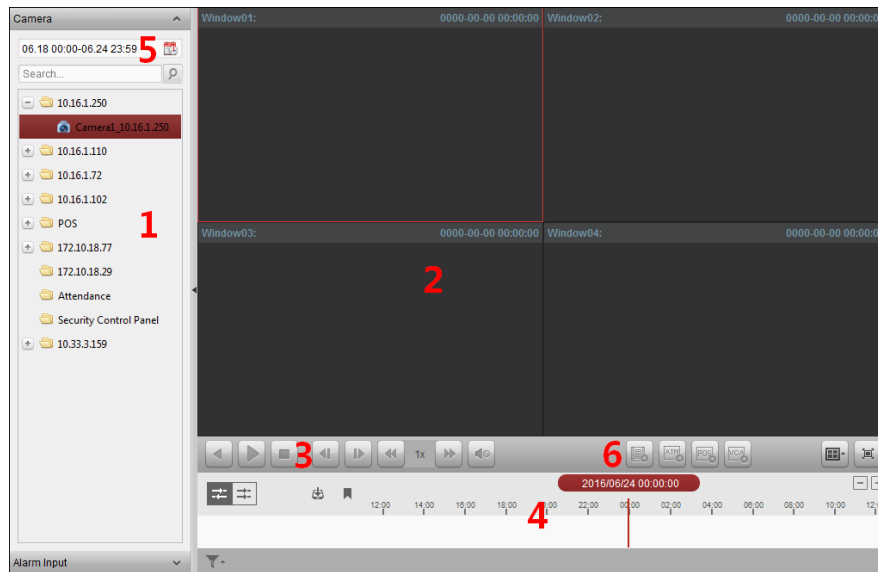 Camera
06.18 00:00-06.24 23:59
5
Search...
10.16.1.250
Camera1_10.16.1.250
10.16.1.110
10.16.1.72
10.16.1.102
POS
1
172.10.18.77
172.10.18.29
Attendance
Security Control Panel
10.33.3.159
Alarm Input
Window01: 0000-00-00 00:00:00
Window02: 0000-00-00 00:00:0
Window03: 0000-00-00 00:00:00
Window04: 0000-00-00 00:00:0
2
3
1x
6
ATM
POS
VCA
2016/06/24 00:00:00
12:00 14:00 16:00 18:00 20:00 22:00 00:00 02:00 04:00 06:00 08:00 10:00 12:
4